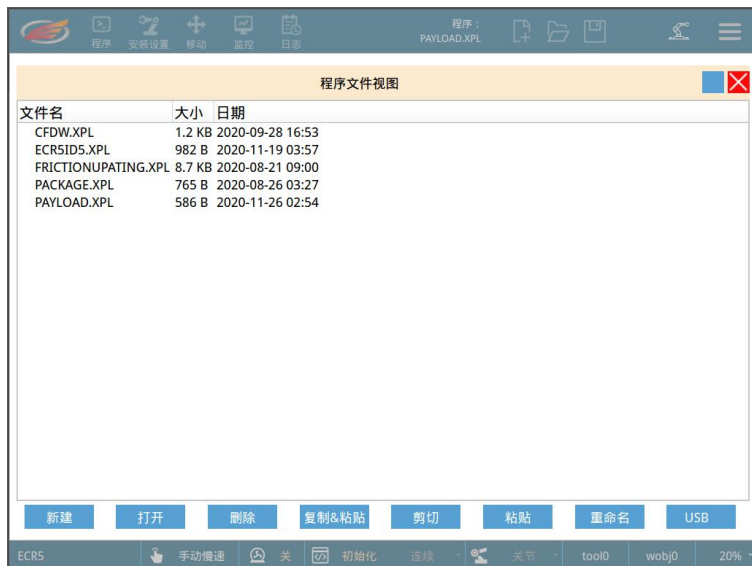 程序 安装设置 移动 监控 日志 程序：
PAYLOAD.XPL
程序文件视图
文件名 大小 日期
CFDW.XPL 1.2 KB 2020-09-28 16:53
ECR5ID5.XPL 982 B 2020-11-19 03:57
FRICTIONUPATING.XPL 8.7 KB 2020-08-21 09:00
PACKAGE.XPL 765 B 2020-08-26 03:27
PAYLOAD.XPL 586 B 2020-11-26 02:54
新建 打开 删除 复制&粘贴 剪切 粘贴 重命名 USB
ECR5 手动慢速 关 初始化 连续 关节 tool0 wobj0 20%